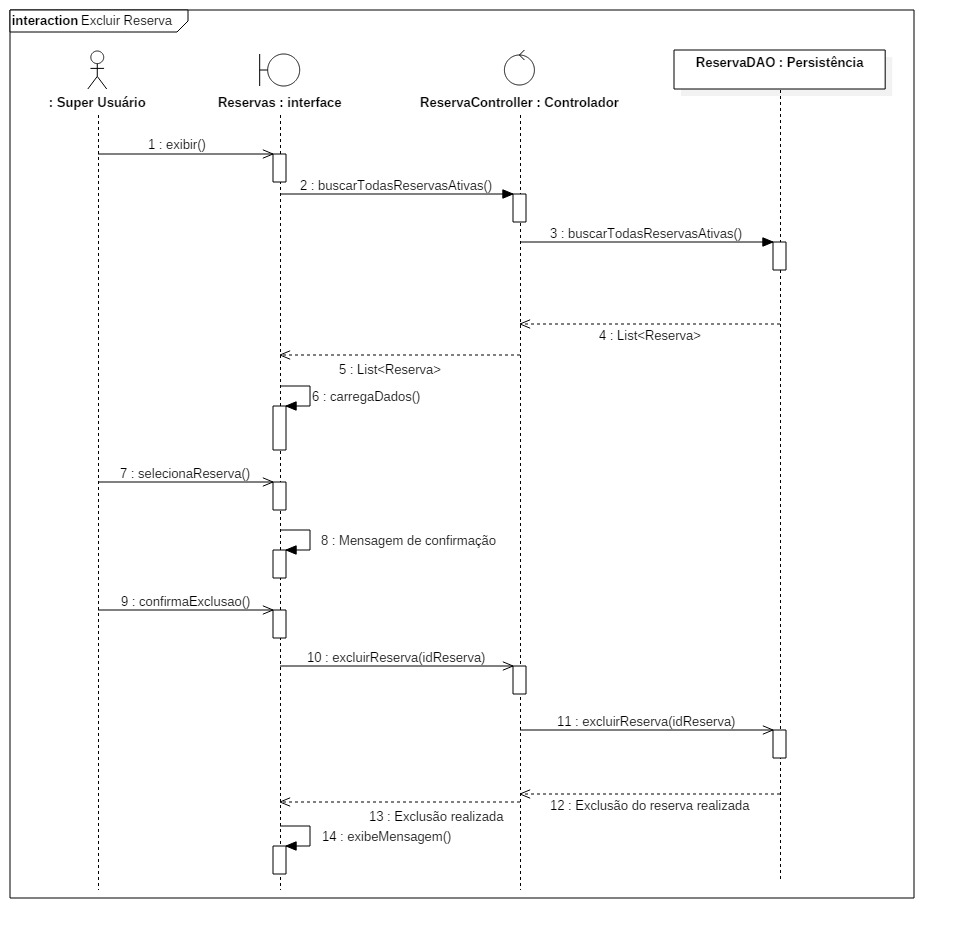 interaction Excluir Reserva
: Super Usuário
Reservas : interface
ReservaController : Controlador
ReservaDAO : Persistência
1 : exibir()
2 : buscarTodasReservasAtivas()
3 : buscarTodasReservasAtivas()
4 : List<Reserva>
5 : List<Reserva>
6 : carregaDados()
7 : selecionaReserva()
8 : Mensagem de confirmação
9 : confirmaExclusao()
10 : excluirReserva(idReserva)
11 : excluirReserva(idReserva)
12 : Exclusão do reserva realizada
13 : Exclusão realizada
14 : exibeMensagem()